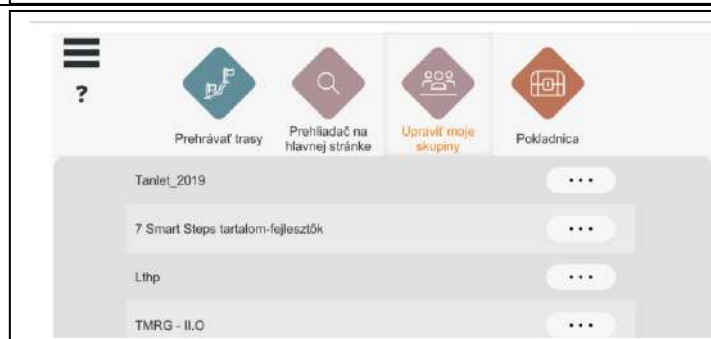 ?
Prehrávať trasy
Prehliadač na
hlavnej stránke
Upraviť moje
skupiny
Pokladnica
Tanlet_2019
...
7 Smart Steps tartalom-fejlesztők
...
Lthp
...
TMRG - II.O
...